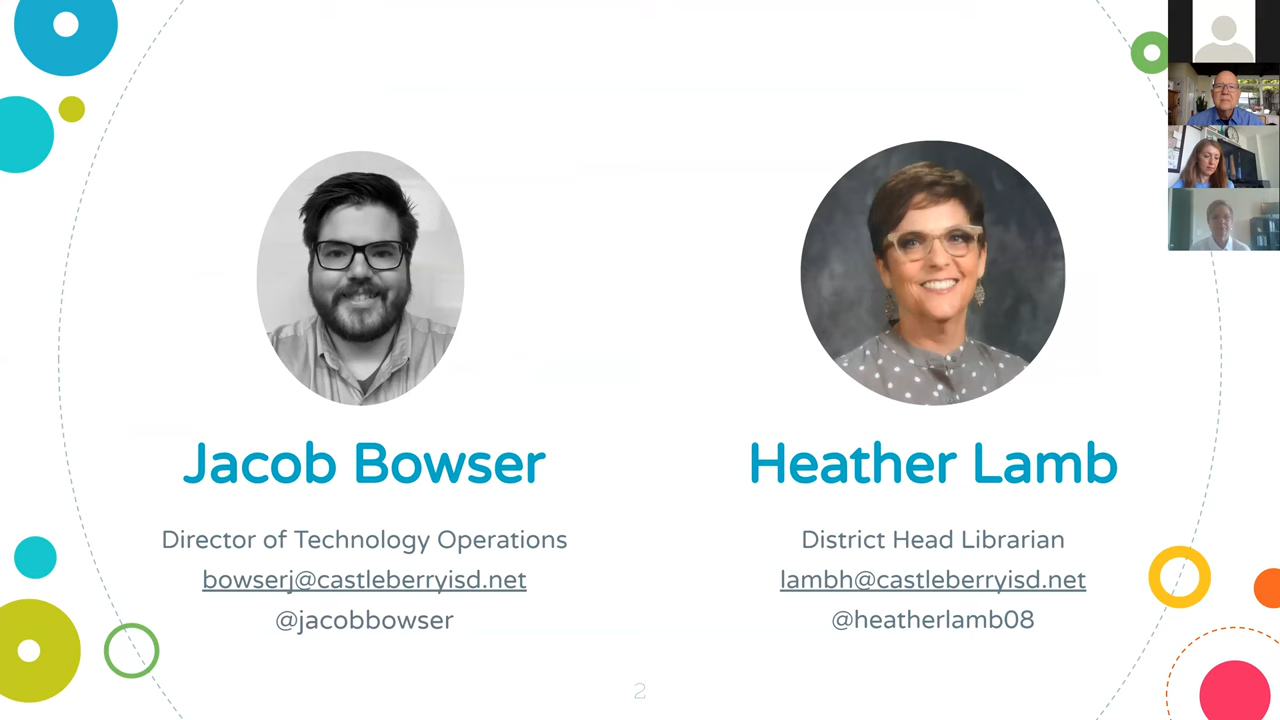 Jacob Bowser
Director of Technology Operations
bowserj@castleberryisd.net
@jacobbowser
Heather Lamb
District Head Librarian
lambh@castleberryisd.net
@heatherlamb08
2